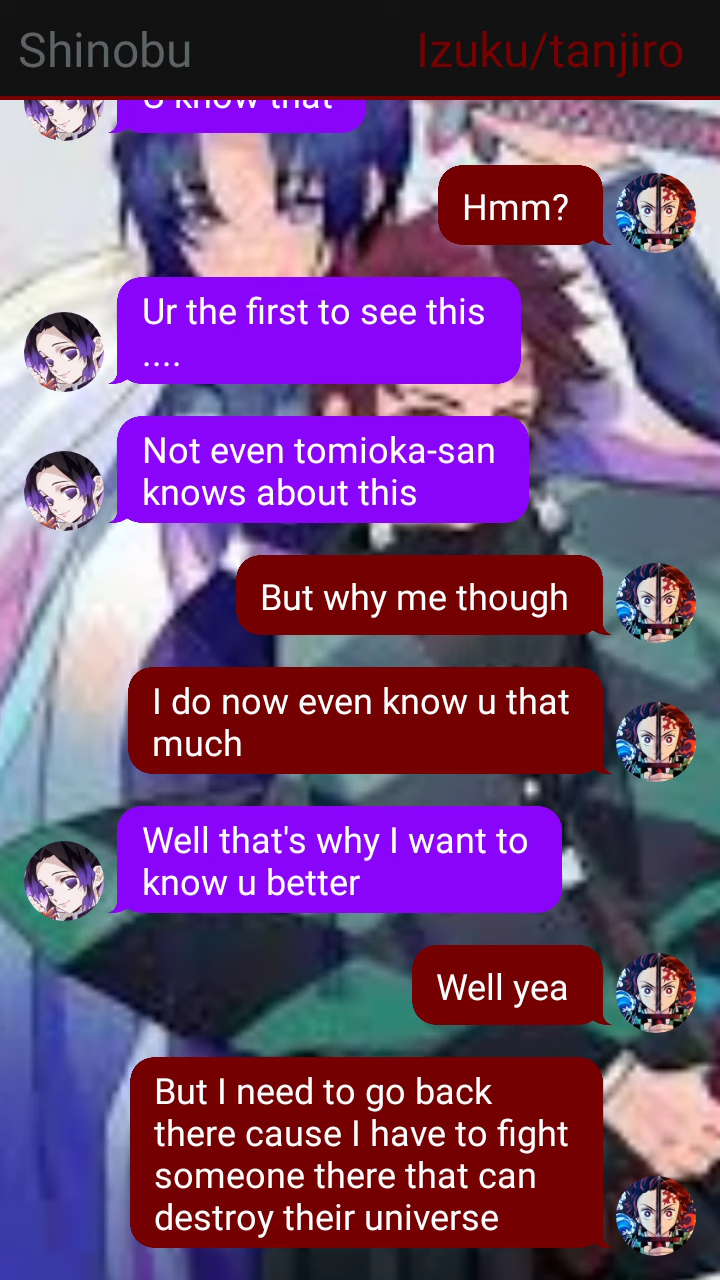 Shinobu
Izuku/tanjiro
U know that
Hmm?
Ur the first to see this
....
Not even tomioka-san
knows about this
But why me though
I do now even know u that
much
Well that's why I want to
know u better
Well yea
But I need to go back
there cause I have to fight
someone there that can
destroy their universe